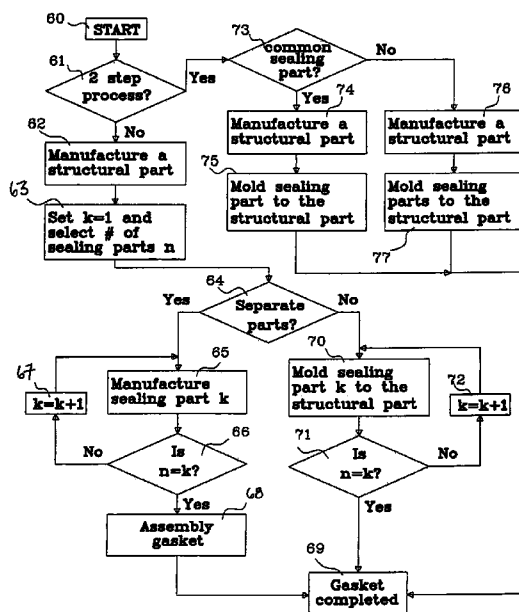 60
START
61
2 step
process?
Yes
No
73
common
sealing
part?
No
Yes
62
Manufacture a
structural part
74
Manufacture a
structural part
76
Manufacture a
structural part
63
Set k=1 and
select # of
sealing parts n
75
Mold sealing
part to the
structural part
Mold sealing
parts to the
structural part
77
64
Separate
parts?
Yes
No
65
Manufacture
sealing part k
67
k=k+1
70
Mold sealing
part k to the
structural part
72
k=k+1
66
Is
n=k?
No
Yes
71
Is
n=k?
No
Yes
68
Assembly
gasket
69
Gasket
completed